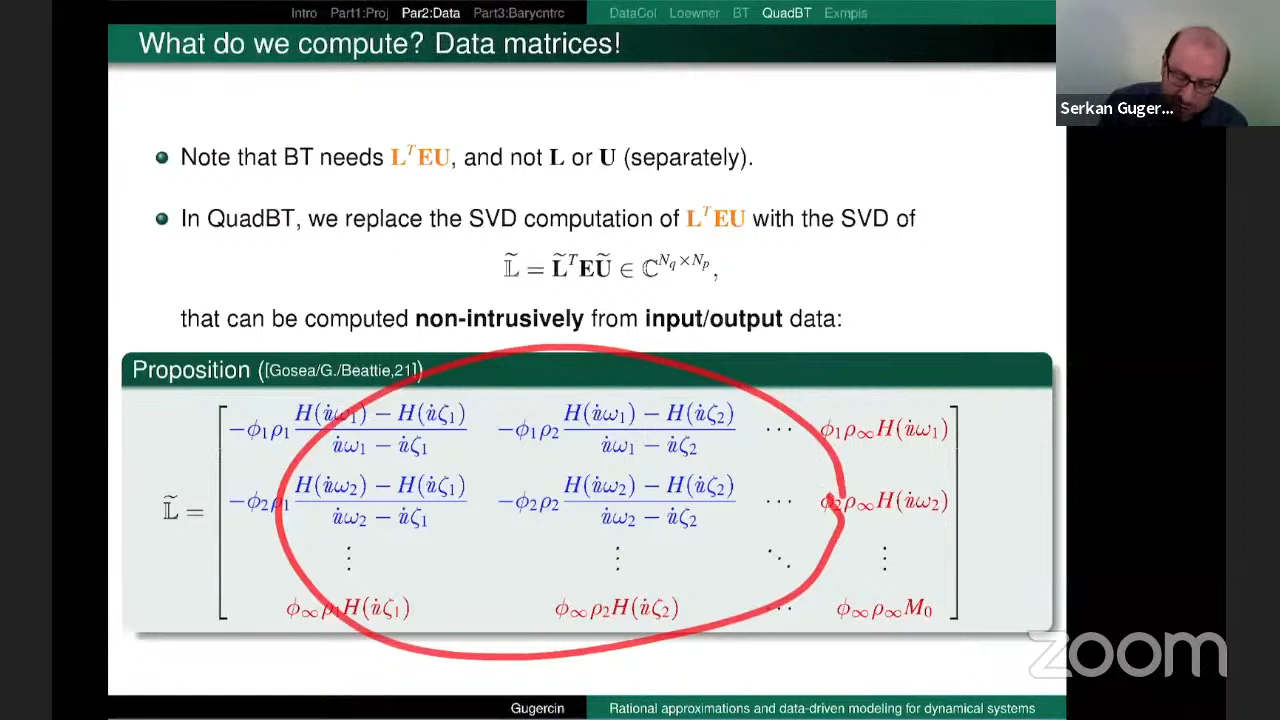 Intro Part1:Proj Par2:Data Part3:Barycntrc DataCol Loewner BT QuadBT Exmpls
What do we compute? Data matrices!
Serkan Guger...
Note that BT needs L^T EU, and not L or U (separately).
In QuadBT, we replace the SVD computation of L^T EU with the SVD of
𝕃̃ = L̃^T EŨ ∈ ℂ^{N_q×N_p},
that can be computed non-intrusively from input/output data:
Proposition ([Gosea/G./Beattie,21])
𝕃̃ = [ −ϕ₁ρ₁ (H(i̇ıω₁) − H(i̇ıζ₁))/(i̇ıω₁ − i̇ıζ₁) −ϕ₁ρ₂ (H(i̇ıω₁) − H(i̇ıζ₂))/(i̇ıω₁ − i̇ıζ₂) ⋯ ϕ₁ρ∞H(i̇ıω₁)
−ϕ₂ρ₁ (H(i̇ıω₂) − H(i̇ıζ₁))/(i̇ıω₂ − i̇ıζ₁) −ϕ₂ρ₂ (H(i̇ıω₂) − H(i̇ıζ₂))/(i̇ıω₂ − i̇ıζ₂) ⋯ ϕ₂ρ∞H(i̇ıω₂)
⋮ ⋮ ⋱ ⋮
ϕ∞ρ₁H(i̇ıζ₁) ϕ∞ρ₂H(i̇ıζ₂) ⋯ ϕ∞ρ∞M₀ ]
zoom
Gugercin Rational approximations and data-driven modeling for dynamical systems